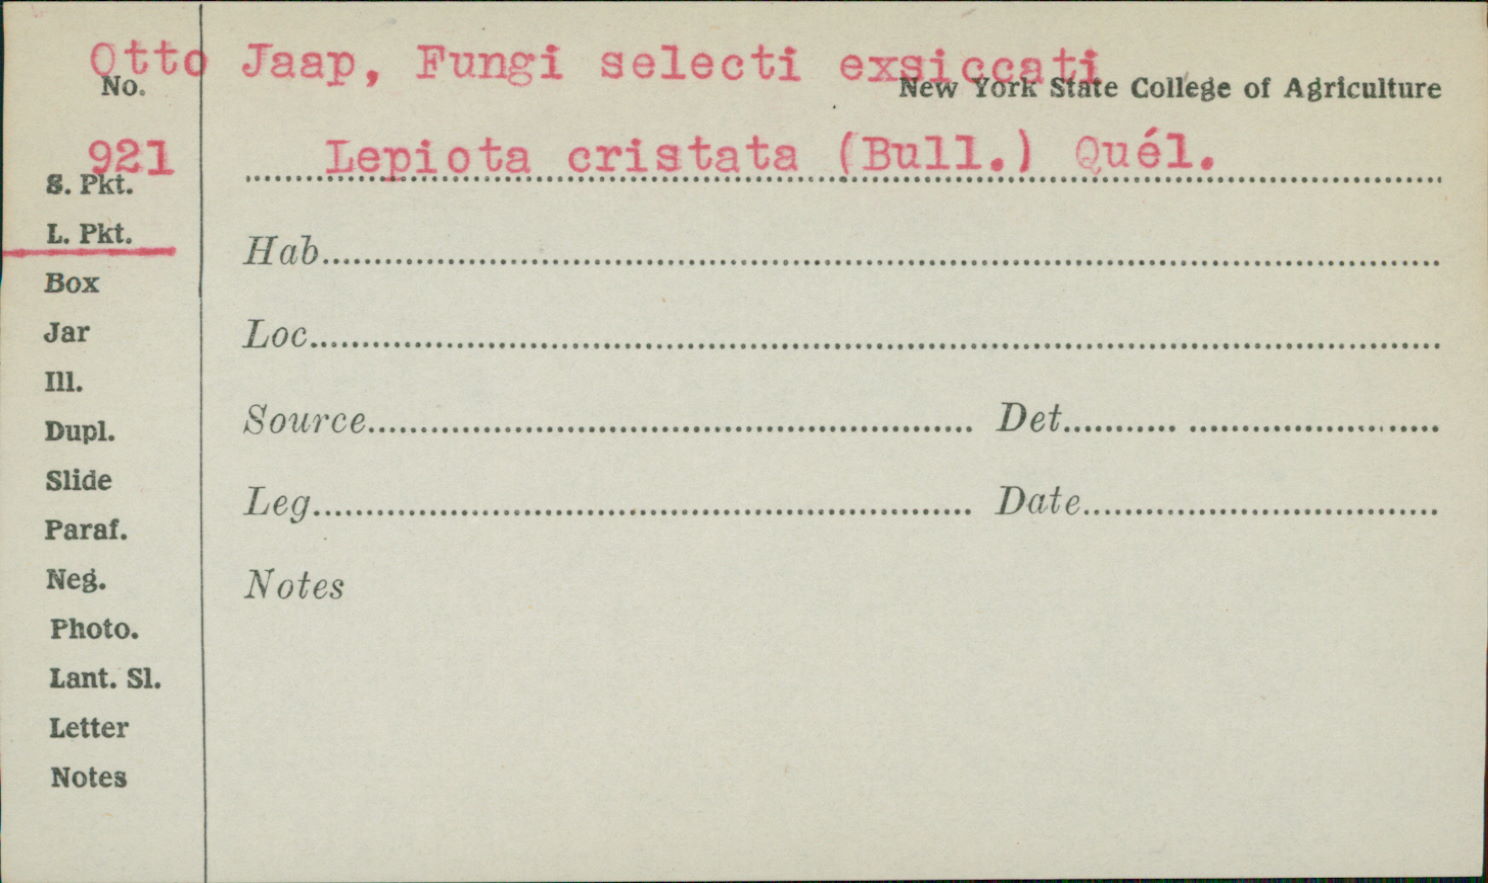 Otto Jaap, Fungi selecti exsiccati
No.
New York State College of Agriculture
921
Lepiota cristata (Bull.) Quél.
S. Pkt.
L. Pkt.
Hab
Box
Loc
Jar
Ill.
Source Det
Dupl.
Slide
Leg Date
Paraf.
Neg.
Notes
Photo.
Lant. Sl.
Letter
Notes